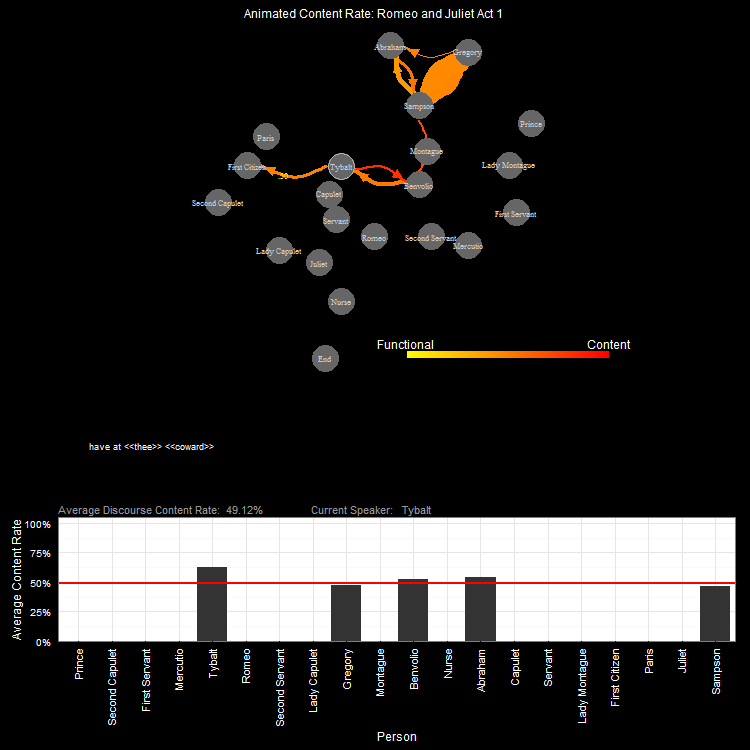 Animated Content Rate: Romeo and Juliet Act 1
Abraham
Gregory
Sampson
Prince
Paris
Montague
First Citizen
Tybalt
Lady Montague
Benvolio
Capulet
Second Capulet
First Servant
Servant
Romeo
Second Servant
Mercutio
Lady Capulet
Juliet
Nurse
Functional Content
End
have at <<thee>> <<coward>>
Average Discourse Content Rate: 49.12% Current Speaker: Tybalt
Average Content Rate
100%
75%
50%
25%
0%
Prince
Second Capulet
First Servant
Mercutio
Tybalt
Romeo
Second Servant
Lady Capulet
Gregory
Montague
Benvolio
Nurse
Abraham
Capulet
Servant
Lady Montague
First Citizen
Paris
Juliet
Sampson
Person